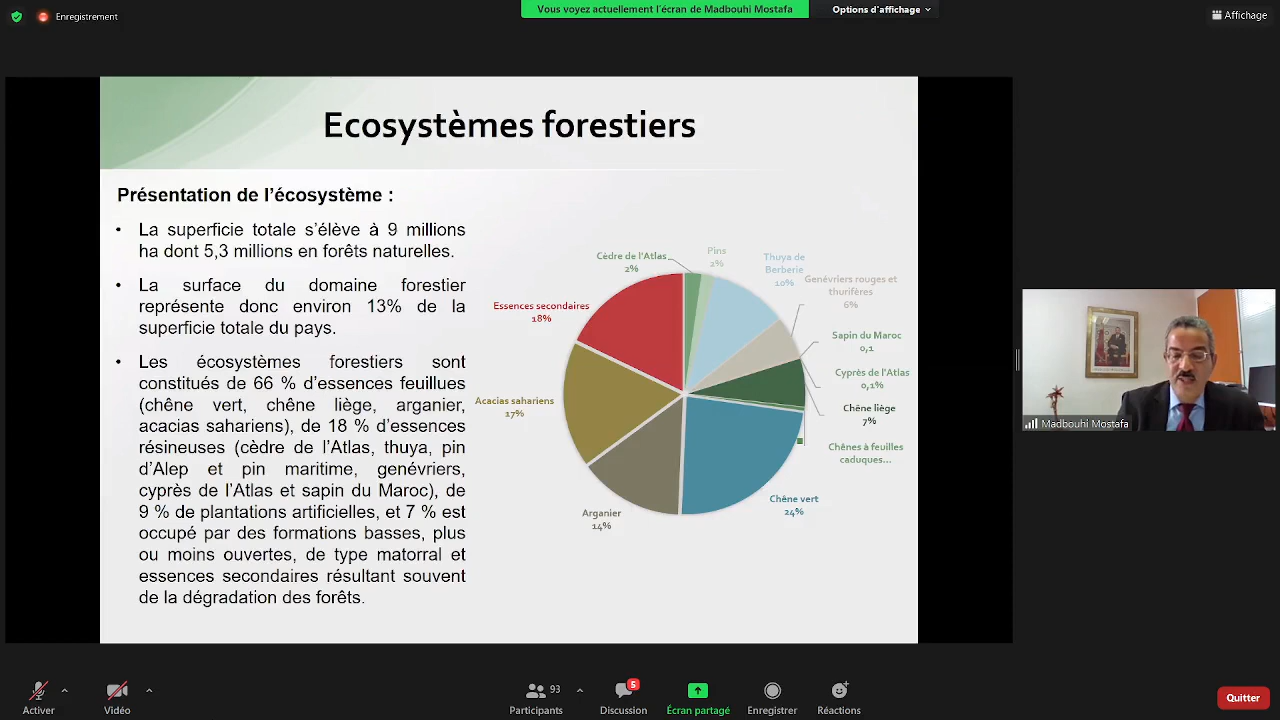 Enregistrement
Vous voyez actuellement l'écran de Madbouhi Mostafa
Options d'affichage
Affichage
Ecosystèmes forestiers
Présentation de l'écosystème :
• La superficie totale s'élève à 9 millions
ha dont 5,3 millions en forêts naturelles.
• La surface du domaine forestier
représente donc environ 13% de la
superficie totale du pays.
• Les écosystèmes forestiers sont
constitués de 66 % d'essences feuillues
(chêne vert, chêne liège, arganier,
acacias sahariens), de 18 % d'essences
résineuses (cèdre de l'Atlas, thuya, pin
d'Alep et pin maritime, genévriers,
cyprès de l'Atlas et sapin du Maroc), de
9 % de plantations artificielles, et 7 % est
occupé par des formations basses, plus
ou moins ouvertes, de type matorral et
essences secondaires résultant souvent
de la dégradation des forêts.
Cèdre de l'Atlas
2%
Pins
2%
Thuya de
Berberie
10%
Genévriers rouges et
thurifères
6%
Sapin du Maroc
0,1
Cyprès de l'Atlas
0,1%
Chêne liège
7%
Chênes à feuilles
caduques...
Chêne vert
24%
Arganier
14%
Acacias sahariens
17%
Essences secondaires
18%
Madbouhi Mostafa
Activer
Vidéo
93
Participants
5
Discussion
Écran partagé
Enregistrer
Réactions
Quitter